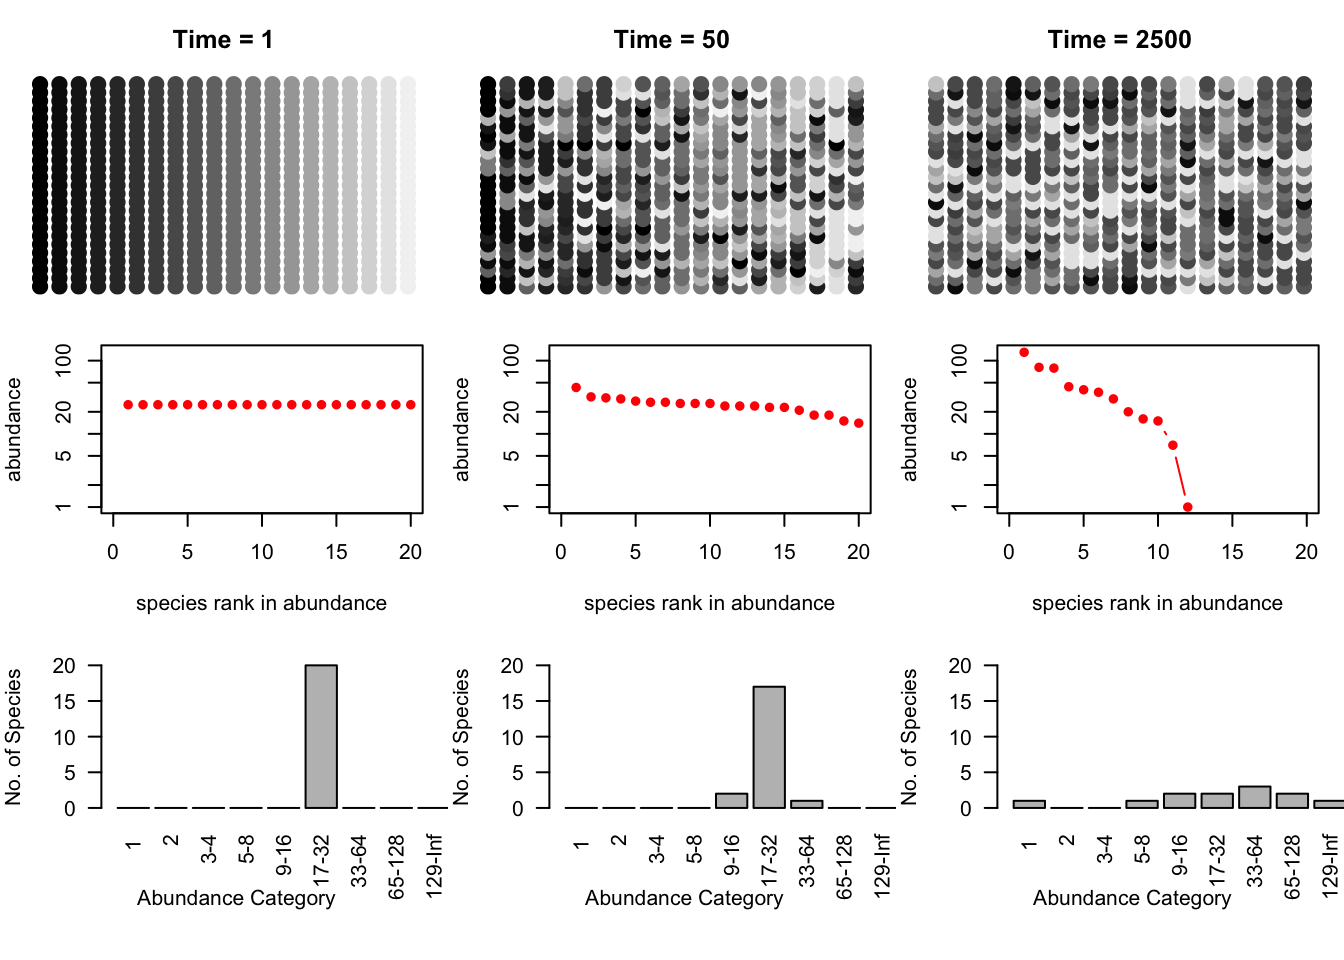 Time = 1
Time = 50
Time = 2500
abundance
100
20
5
1
0 5 10 15 20
species rank in abundance
abundance
100
20
5
1
0 5 10 15 20
species rank in abundance
abundance
100
20
5
1
0 5 10 15 20
species rank in abundance
No. of Species
20
15
10
5
0
1 2 3-4 5-8 9-16 17-32 33-64 65-128 129-Inf
Abundance Category
No. of Species
20
15
10
5
0
1 2 3-4 5-8 9-16 17-32 33-64 65-128 129-Inf
Abundance Category
No. of Species
20
15
10
5
0
1 2 3-4 5-8 9-16 17-32 33-64 65-128 129-Inf
Abundance Category